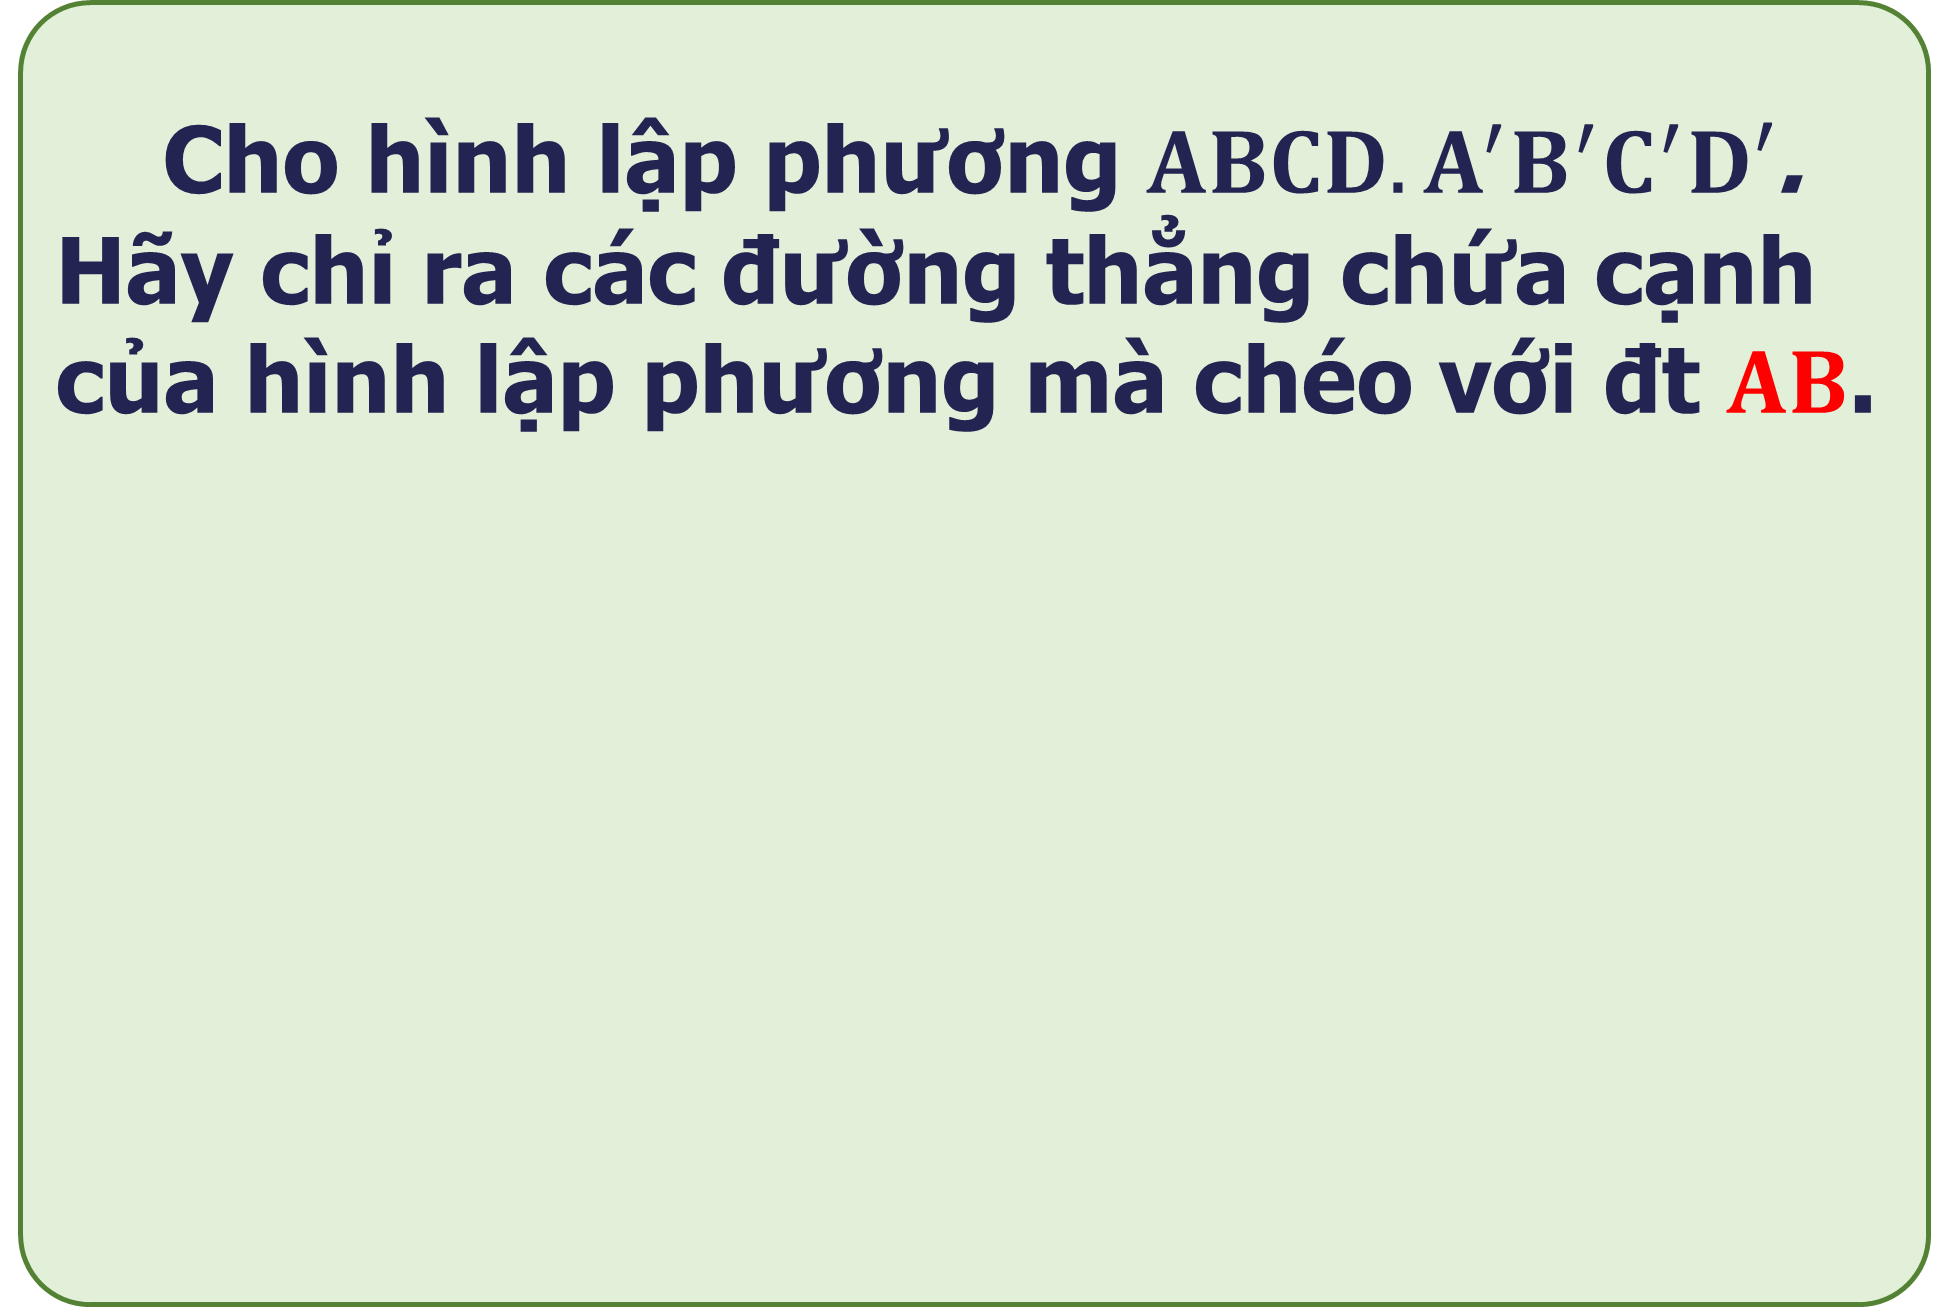 Cho hình lập phương ABCD. A′B′C′D′.
Hãy chỉ ra các đường thẳng chứa cạnh
của hình lập phương mà chéo với đt AB.